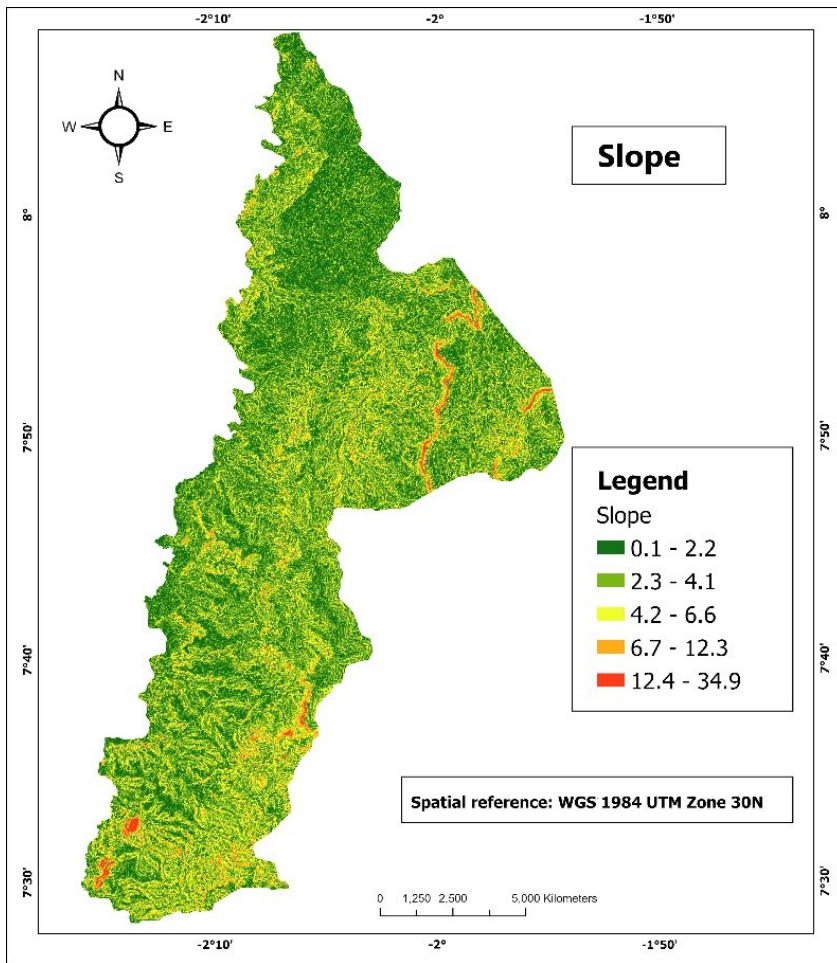 -2°10' -2° -1°50'
N
W E
S
Slope
8° 8°
7°50' 7°50'
Legend
Slope
0.1 - 2.2
2.3 - 4.1
4.2 - 6.6
6.7 - 12.3
12.4 - 34.9
7°40' 7°40'
Spatial reference: WGS 1984 UTM Zone 30N
7°30' 7°30'
0 1,250 2,500 5,000 Kilometers
-2°10' -2° -1°50'